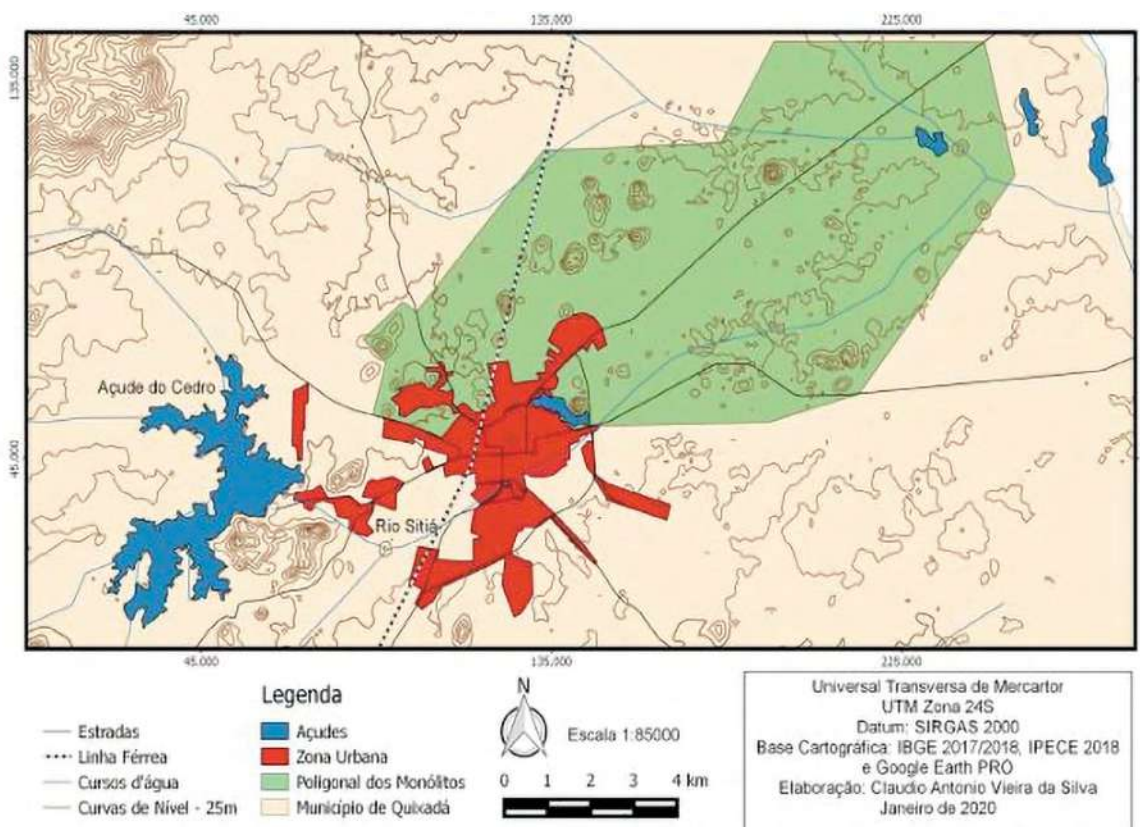 45.000 135.000 225.000
135.000
45.000
Açude do Cedro
Rio Sitiá
45.000 135.000 225.000
Legenda
Estradas
Linha Férrea
Cursos d'água
Curvas de Nível - 25m
Açudes
Zona Urbana
Poligonal dos Monólitos
Município de Quixadá
N
Escala 1:85000
0 1 2 3 4 km
Universal Transversa de Mercartor
UTM Zona 24S
Datum: SIRGAS 2000
Base Cartográfica: IBGE 2017/2018, IPECE 2018
e Google Earth PRO
Elaboração: Claudio Antonio Vieira da Silva
Janeiro de 2020